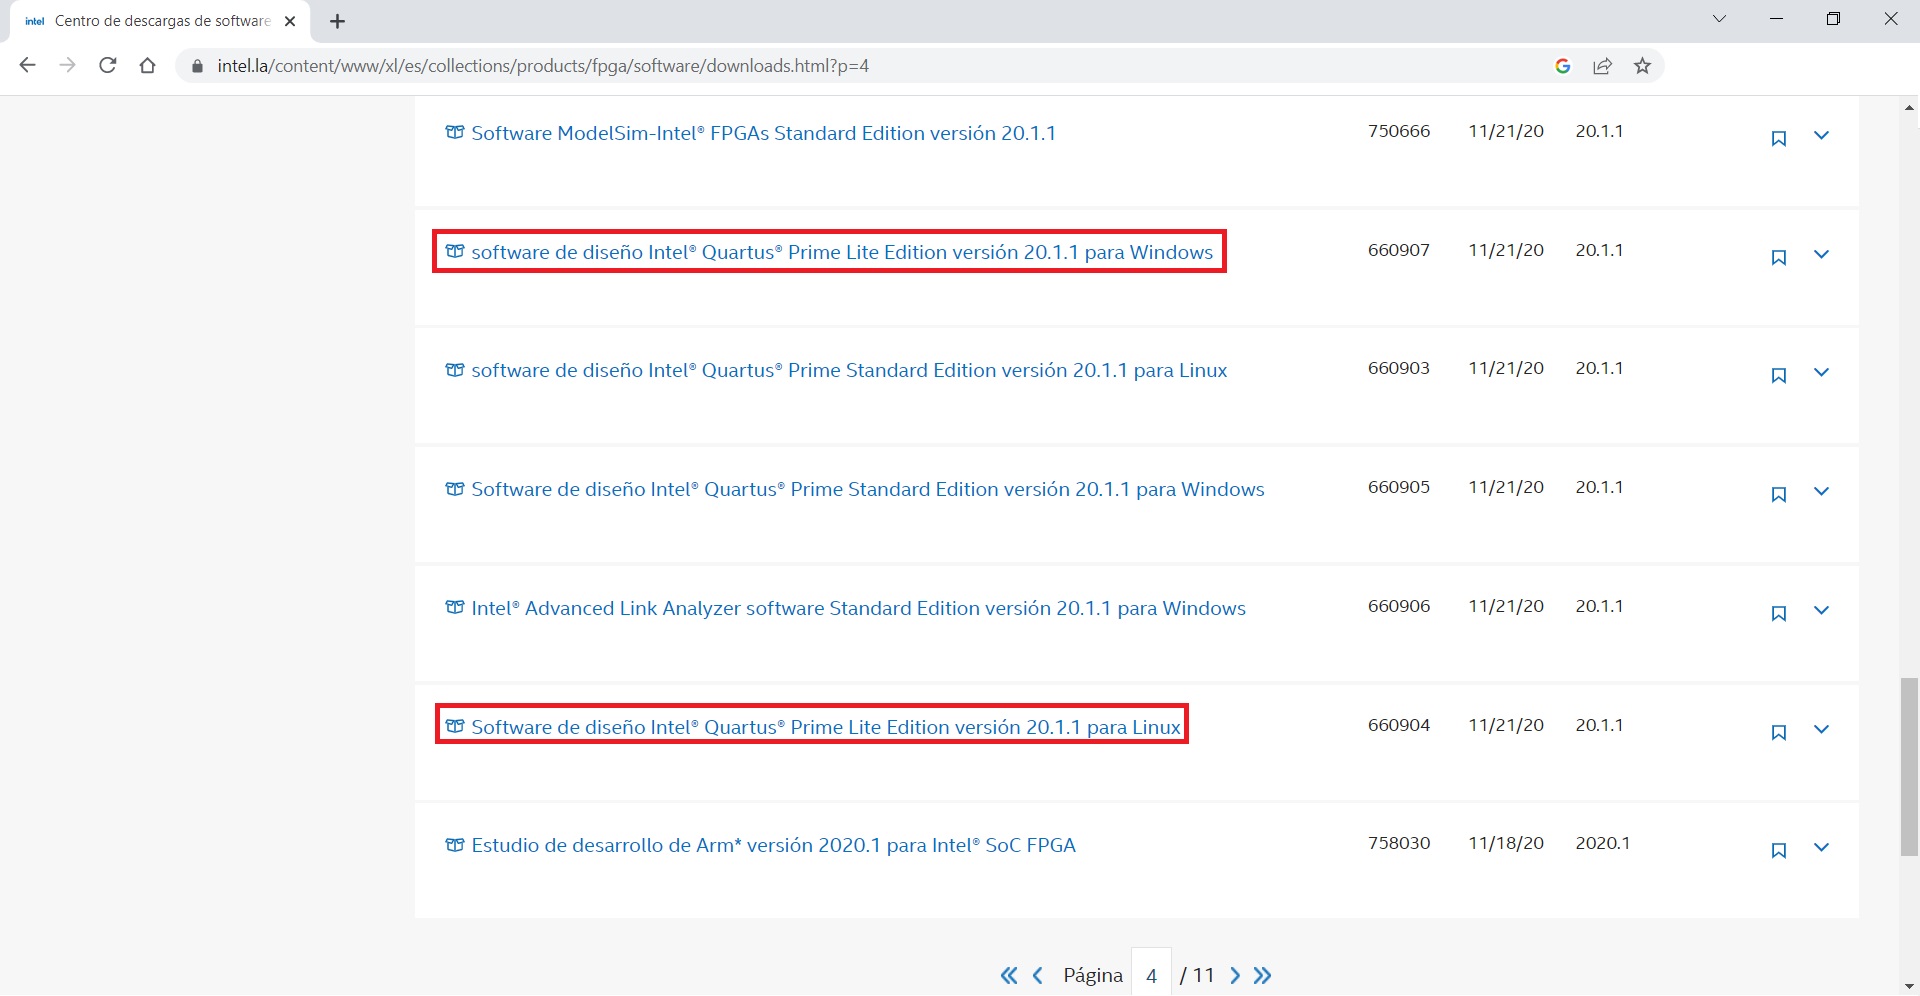 intel Centro de descargas de software
intel.la/content/www/xl/es/collections/products/fpga/software/downloads.html?p=4
Software ModelSim-Intel® FPGAs Standard Edition versión 20.1.1 750666 11/21/20 20.1.1
software de diseño Intel® Quartus® Prime Lite Edition versión 20.1.1 para Windows 660907 11/21/20 20.1.1
software de diseño Intel® Quartus® Prime Standard Edition versión 20.1.1 para Linux 660903 11/21/20 20.1.1
Software de diseño Intel® Quartus® Prime Standard Edition versión 20.1.1 para Windows 660905 11/21/20 20.1.1
Intel® Advanced Link Analyzer software Standard Edition versión 20.1.1 para Windows 660906 11/21/20 20.1.1
Software de diseño Intel® Quartus® Prime Lite Edition versión 20.1.1 para Linux 660904 11/21/20 20.1.1
Estudio de desarrollo de Arm* versión 2020.1 para Intel® SoC FPGA 758030 11/18/20 2020.1
Página 4 / 11